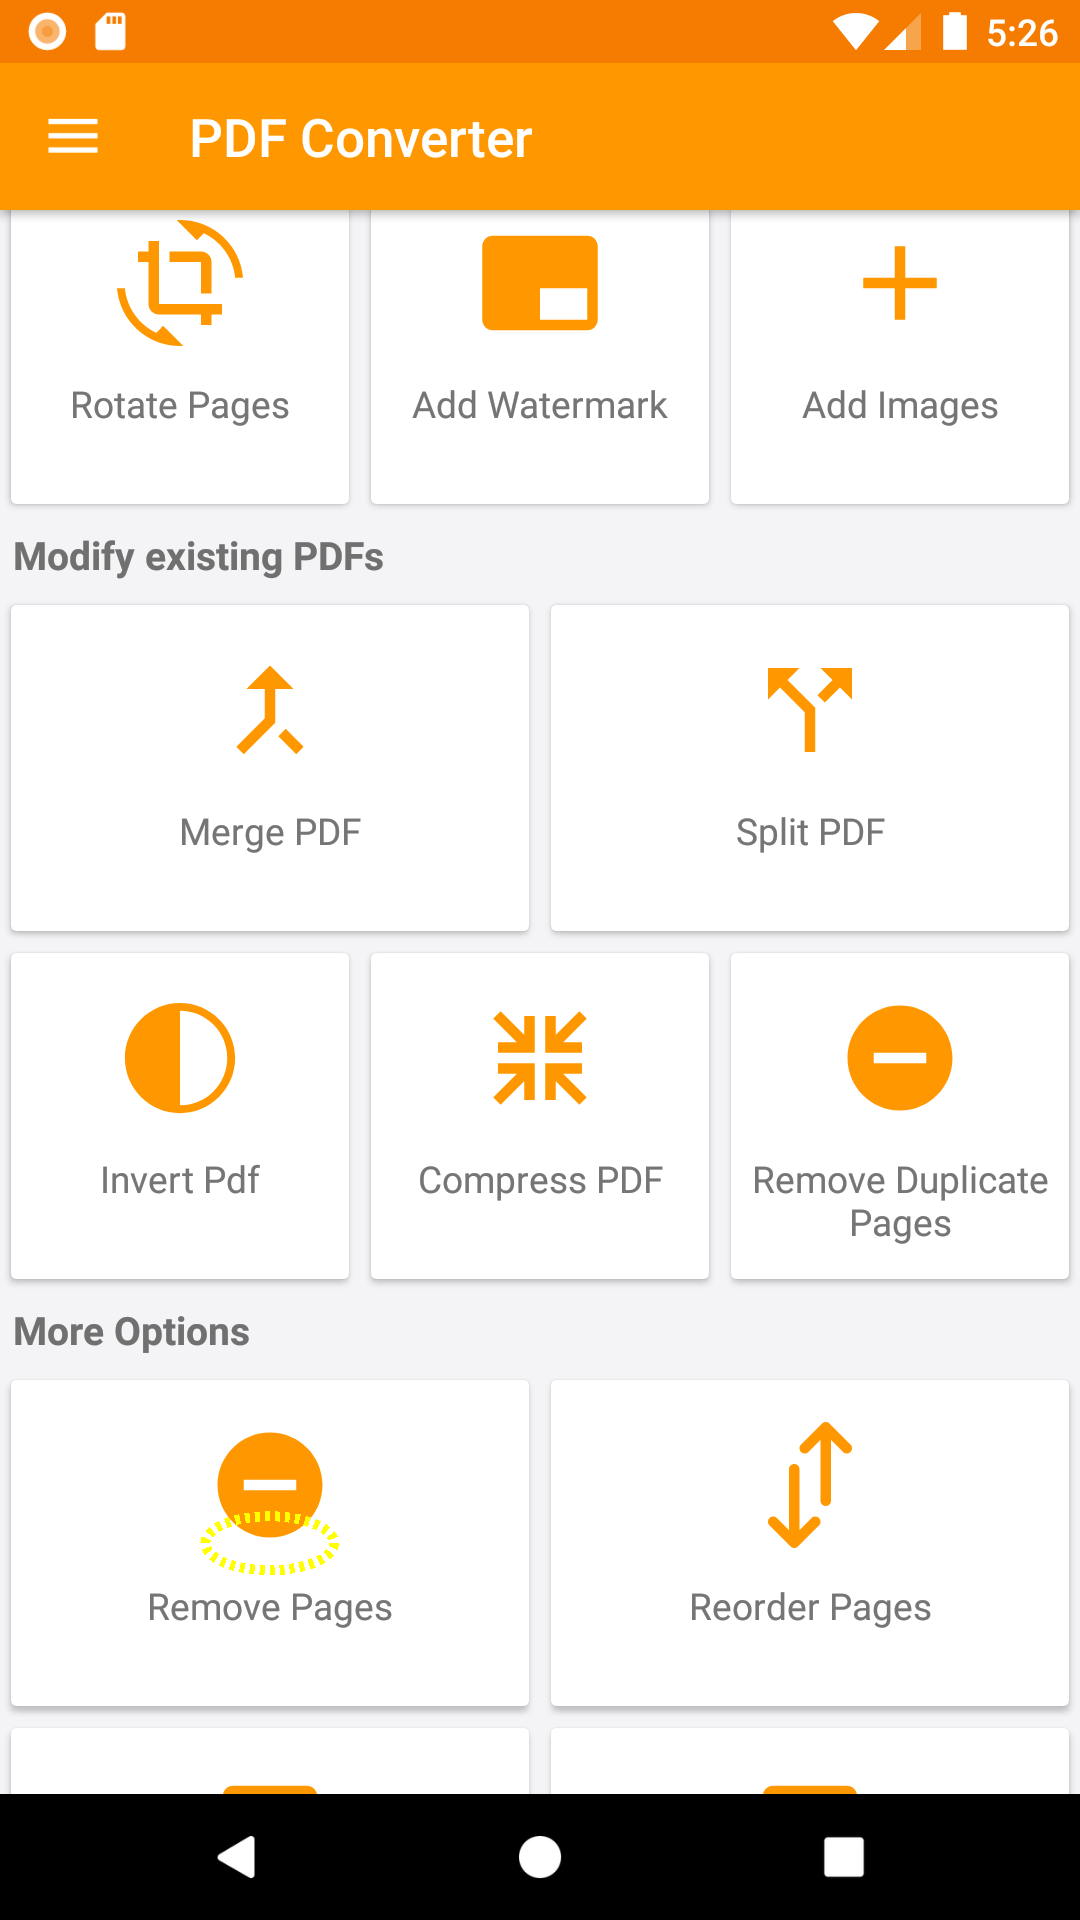 5:26
PDF Converter
Rotate Pages
Add Watermark
Add Images
Modify existing PDFs
Merge PDF
Split PDF
Invert Pdf
Compress PDF
Remove Duplicate
Pages
More Options
Remove Pages
Reorder Pages